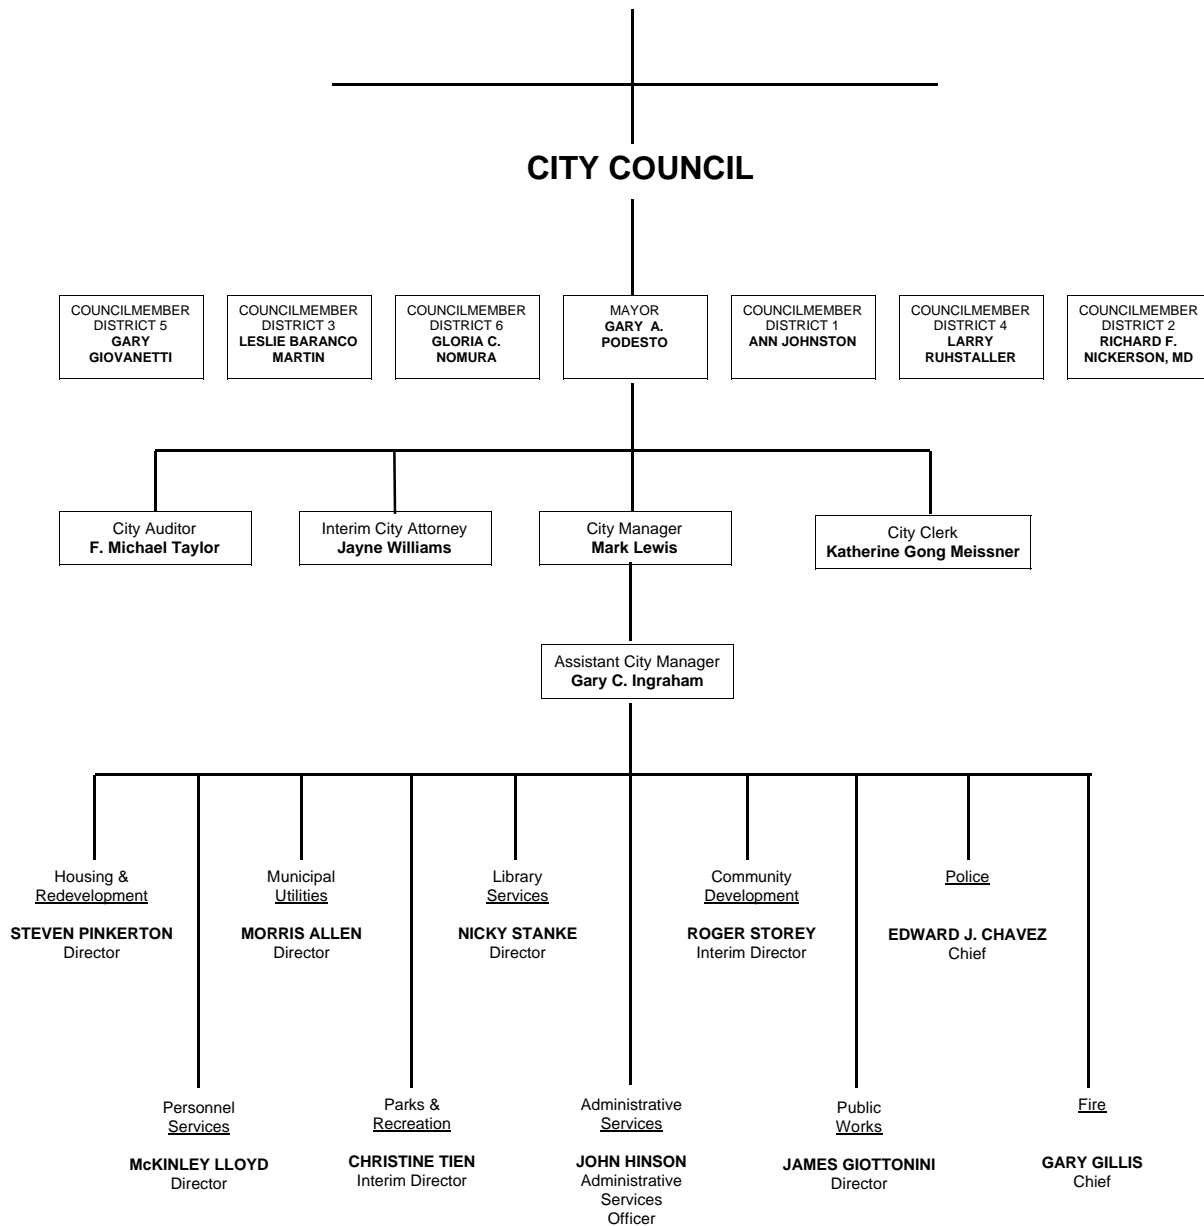 CITY COUNCIL
COUNCILMEMBER
DISTRICT 5
GARY
GIOVANETTI
COUNCILMEMBER
DISTRICT 3
LESLIE BARANCO
MARTIN
COUNCILMEMBER
DISTRICT 6
GLORIA C.
NOMURA
MAYOR
GARY A.
PODESTO
COUNCILMEMBER
DISTRICT 1
ANN JOHNSTON
COUNCILMEMBER
DISTRICT 4
LARRY
RUHSTALLER
COUNCILMEMBER
DISTRICT 2
RICHARD F.
NICKERSON, MD
City Auditor
F. Michael Taylor
Interim City Attorney
Jayne Williams
City Manager
Mark Lewis
City Clerk
Katherine Gong Meissner
Assistant City Manager
Gary C. Ingraham
Housing &
Redevelopment
STEVEN PINKERTON
Director
Municipal
Utilities
MORRIS ALLEN
Director
Library
Services
NICKY STANKE
Director
Community
Development
ROGER STOREY
Interim Director
Police
EDWARD J. CHAVEZ
Chief
Personnel
Services
McKINLEY LLOYD
Director
Parks &
Recreation
CHRISTINE TIEN
Interim Director
Administrative
Services
JOHN HINSON
Administrative
Services
Officer
Public
Works
JAMES GIOTTONINI
Director
Fire
GARY GILLIS
Chief